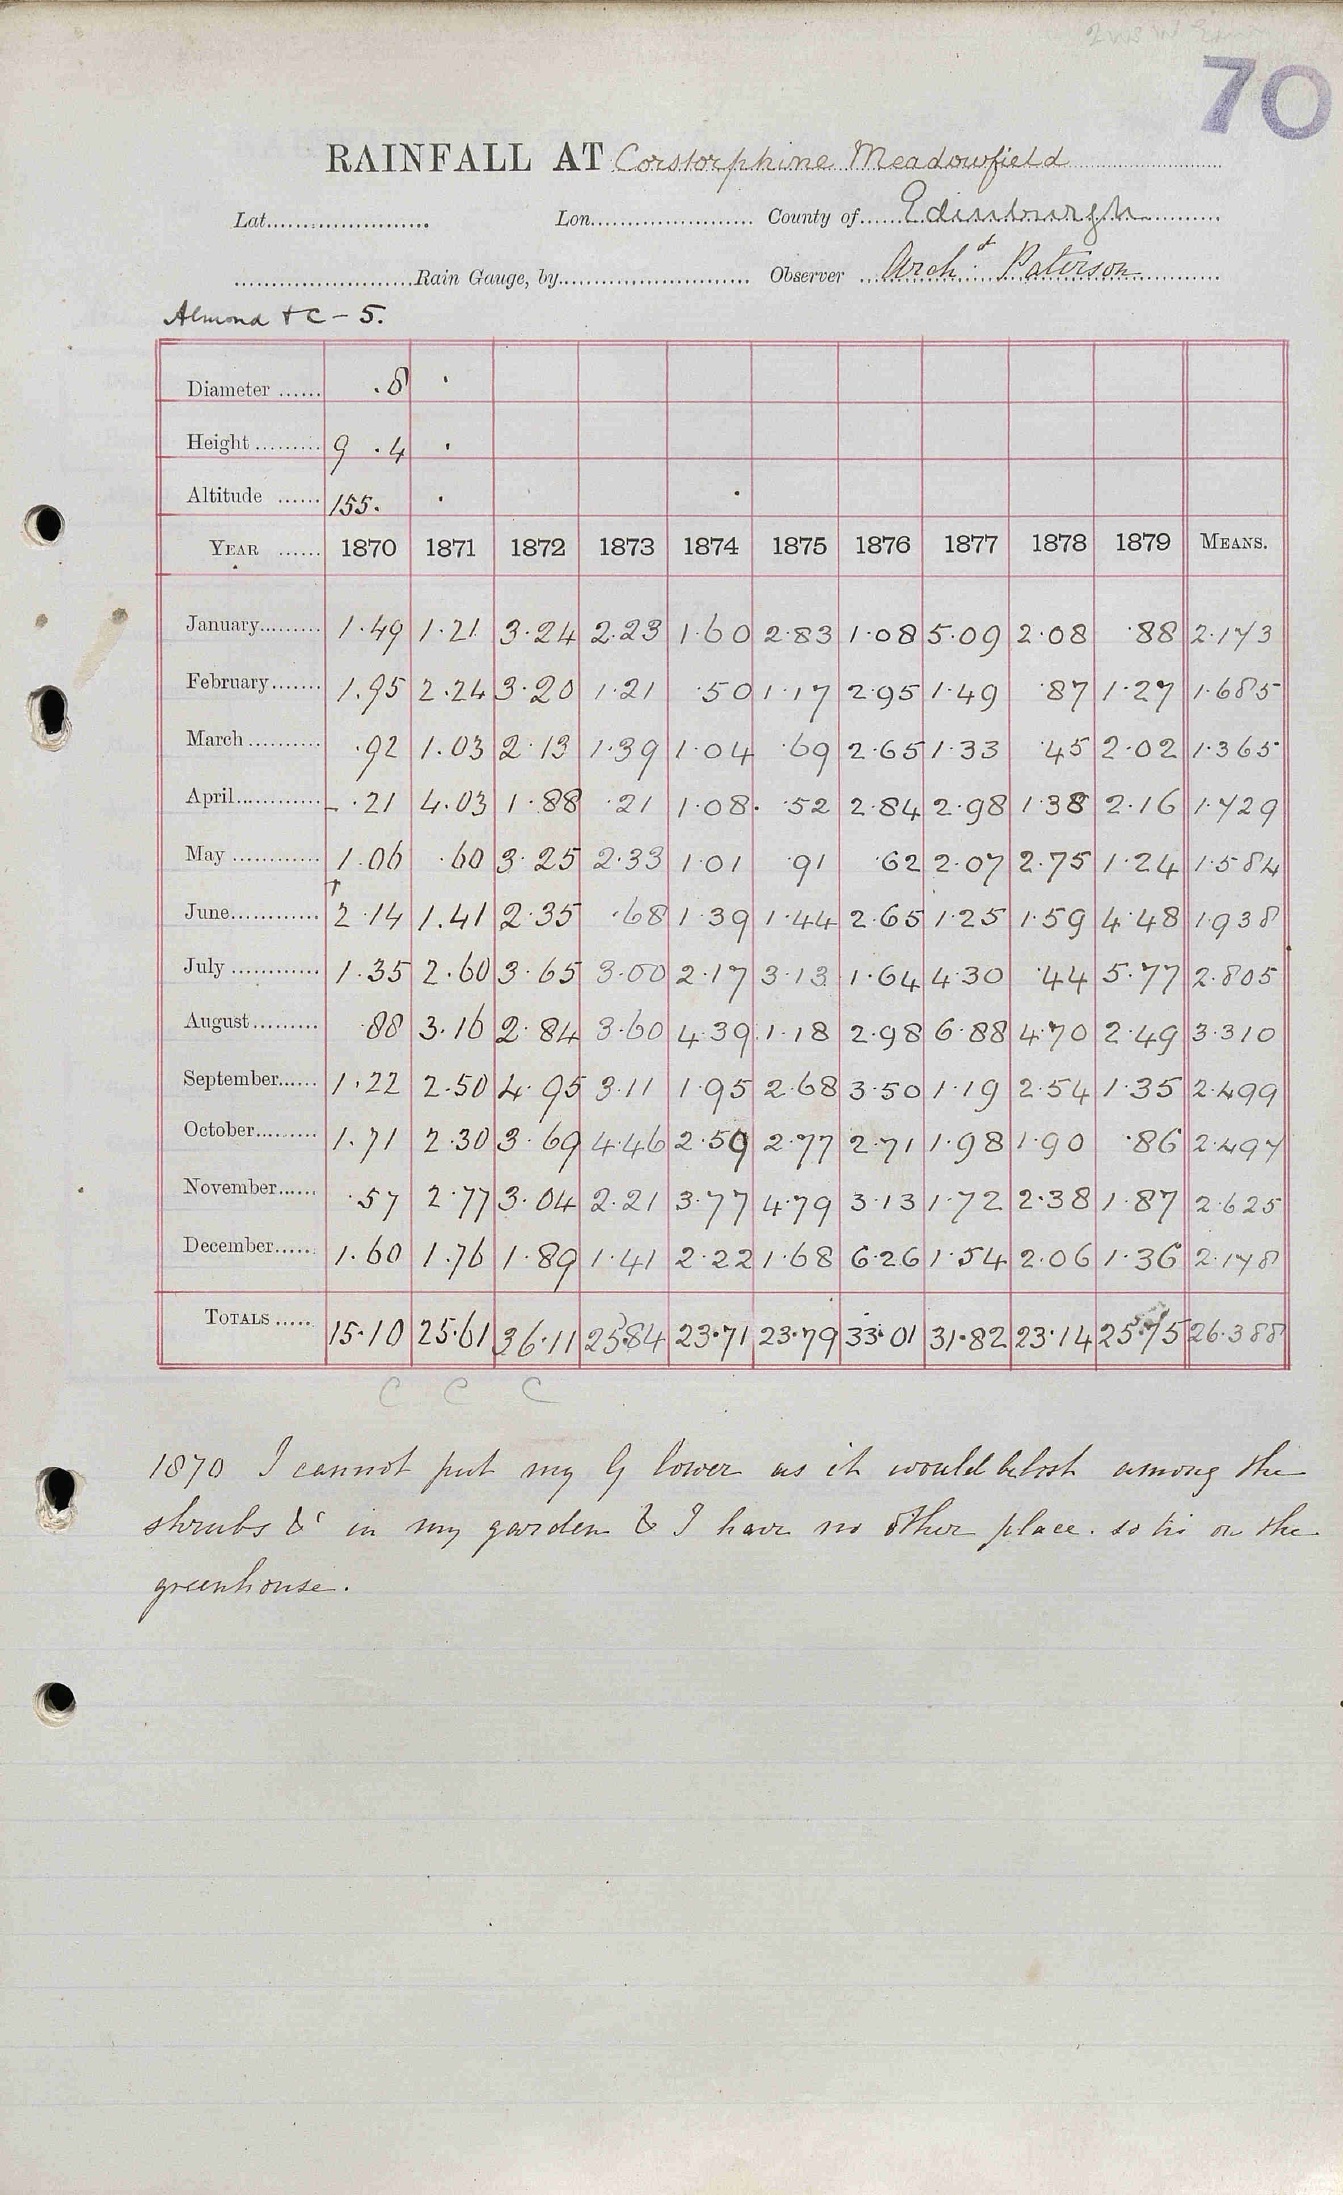 70
RAINFALL AT Corstorphine Meadowfield
Lat. Lon. County of Edinburgh
Rain Gauge, by Observer Arch.d Paterson
Almond & C – 5.
Diameter .8
Height 9 .4
Altitude 155.
YEAR 1870 1871 1872 1873 1874 1875 1876 1877 1878 1879 MEANS.
January 1.49 1.21 3.24 2.23 1.60 2.83 1.08 5.09 2.08 .88 2.173
February 1.95 2.24 3.20 1.21 .50 1.17 2.95 1.49 .87 1.27 1.685
March .92 1.03 2.13 1.39 1.04 .69 2.65 1.33 .45 2.02 1.365
April .21 4.03 1.88 .21 1.08 .52 2.84 2.98 1.38 2.16 1.729
May 1.06 .60 3.25 2.33 1.01 .91 .62 2.07 2.75 1.24 1.584
June 2.14 1.41 2.35 .68 1.39 1.44 2.65 1.25 1.59 4.48 1.938
July 1.35 2.60 3.65 3.00 2.17 3.13 1.64 4.30 .44 5.77 2.805
August .88 3.16 2.84 3.60 4.39 1.18 2.98 6.88 4.70 2.49 3.310
September 1.22 2.50 4.95 3.11 1.95 2.68 3.50 1.19 2.54 1.35 2.499
October 1.71 2.30 3.69 4.46 2.59 2.77 2.71 1.98 1.90 .86 2.497
November .57 2.77 3.04 2.21 3.77 4.79 3.13 1.72 2.38 1.87 2.625
December 1.60 1.76 1.89 1.41 2.22 1.68 6.26 1.54 2.06 1.36 2.178
TOTALS 15.10 25.61 36.11 25.84 23.71 23.79 33.01 31.82 23.14 25.75 26.388
C C C
1870 I cannot put my G lower as it would be lost among the
shrubs &c in my garden & I have no other place. so tis on the
greenhouse.